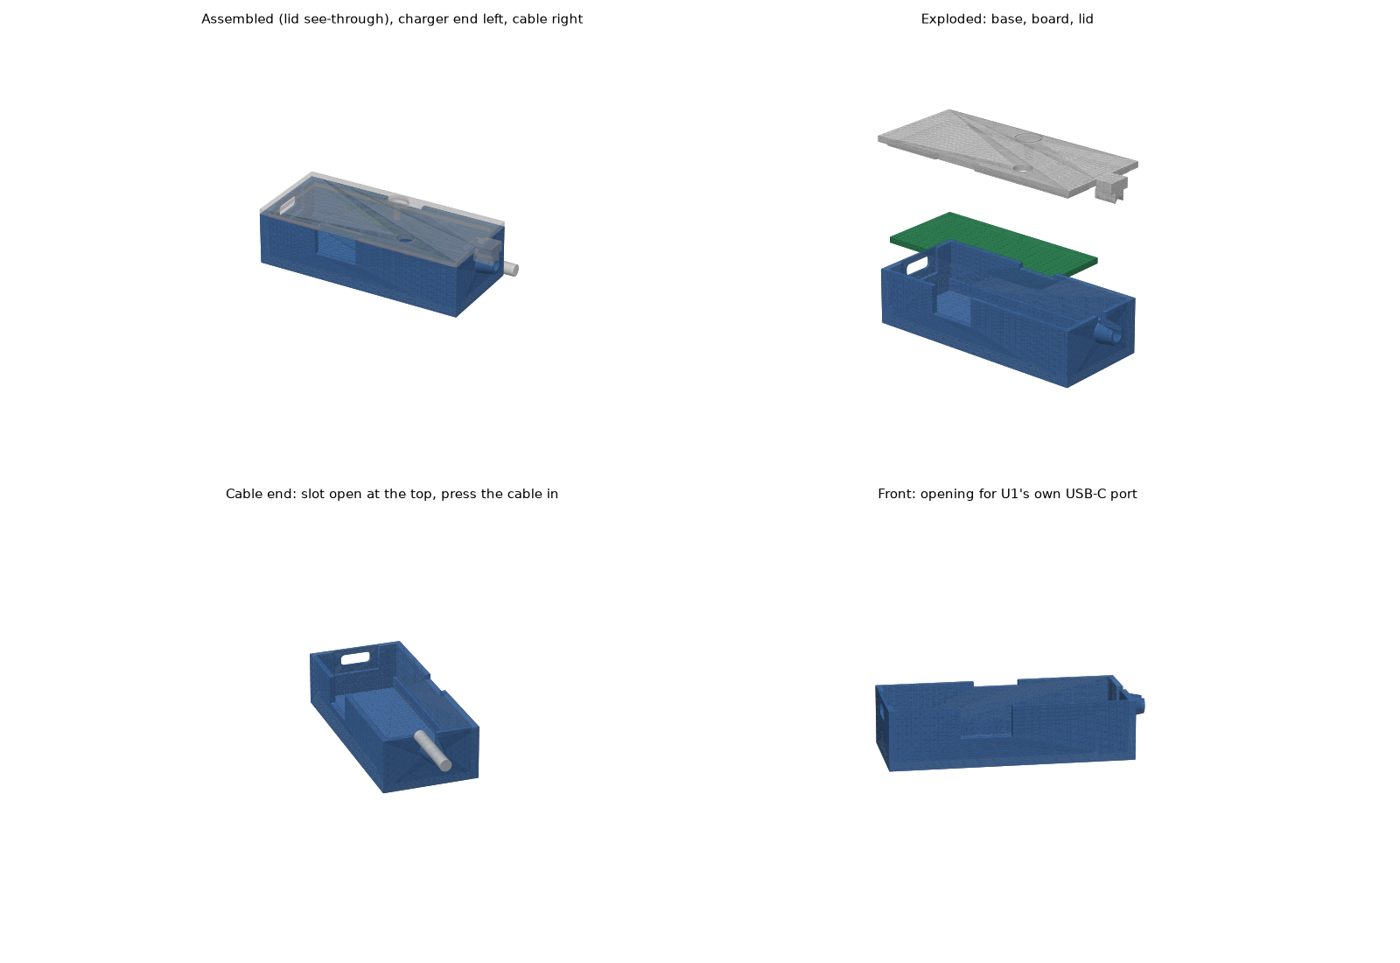 Assembled (lid see-through), charger end left, cable right
Exploded: base, board, lid
Cable end: slot open at the top, press the cable in
Front: opening for U1's own USB-C port